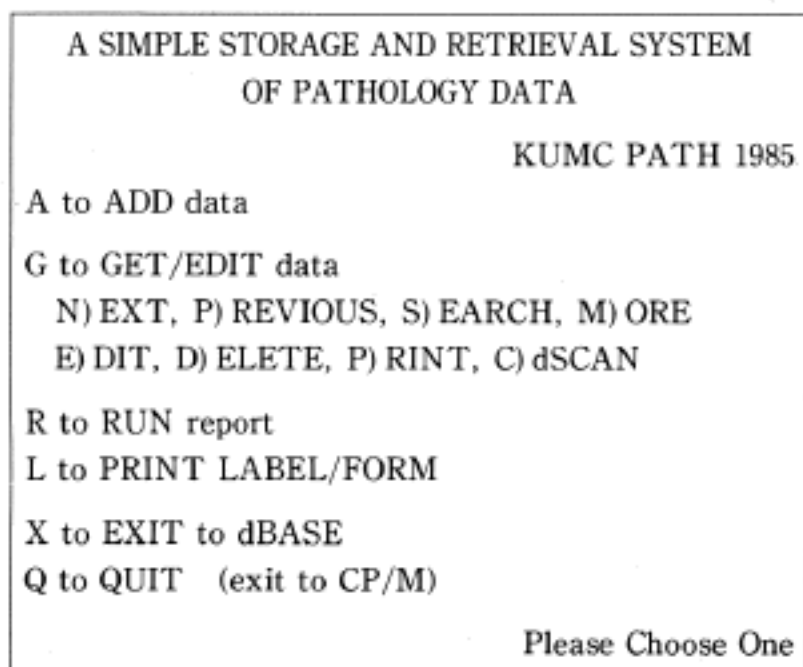 A SIMPLE STORAGE AND RETRIEVAL SYSTEM
OF PATHOLOGY DATA
KUMC PATH 1985
A to ADD data
G to GET/EDIT data
N) EXT, P) REVIOUS, S) EARCH, M) ORE
E) DIT, D) ELETE, P) RINT, C) dSCAN
R to RUN report
L to PRINT LABEL/FORM
X to EXIT to dBASE
Q to QUIT (exit to CP/M)
Please Choose One